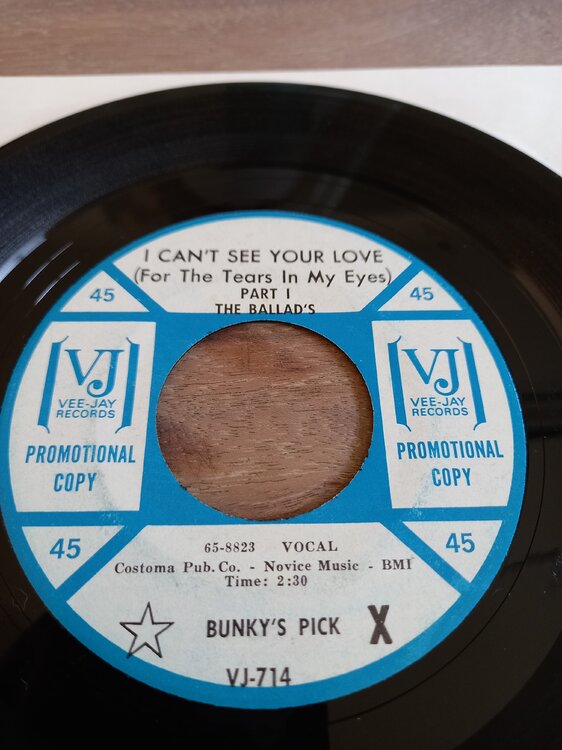 I CAN'T SEE YOUR LOVE
(For The Tears In My Eyes)
PART I
THE BALLAD'S
45
45
VJ
VEE-JAY
RECORDS
PROMOTIONAL
COPY
VJ
VEE-JAY
RECORDS
PROMOTIONAL
COPY
45
45
65-8823 VOCAL
Costoma Pub. Co. - Novice Music - BMI
Time: 2:30
BUNKY'S PICK X
VJ-714